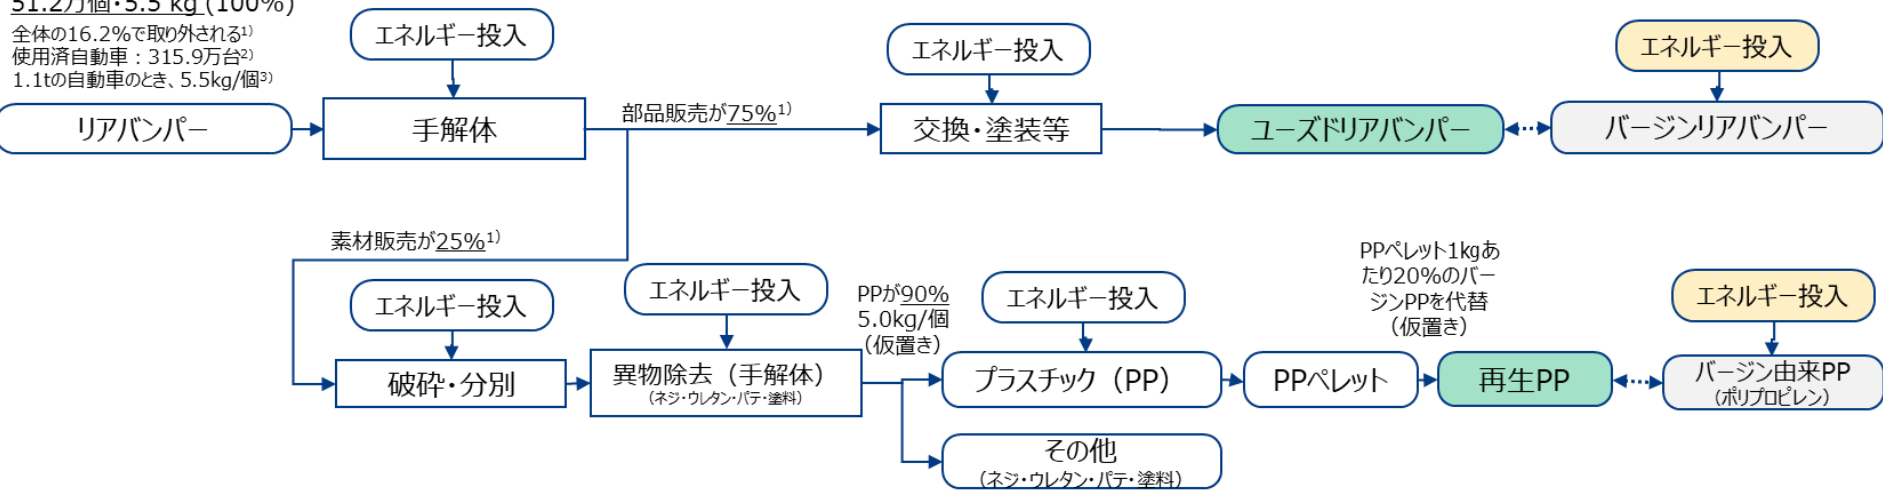 51.2万個・5.5 kg (100%)
全体の16.2%で取り外される1)
使用済自動車：315.9万台2)
1.1tの自動車のとき、5.5kg/個3)
エネルギー投入
エネルギー投入
エネルギー投入
リアバンパー
手解体
部品販売が75%1)
交換・塗装等
ユーズドリアバンパー
バージンリアバンパー
素材販売が25%1)
エネルギー投入
エネルギー投入
PPが90%
5.0kg/個
（仮置き）
エネルギー投入
PPペレット1kgあ
たり20%のバー
ジンPPを代替
（仮置き）
エネルギー投入
破砕・分別
異物除去（手解体）
（ネジ・ウレタン・パテ・塗料）
プラスチック（PP）
PPペレット
再生PP
バージン由来PP
（ポリプロピレン）
その他
（ネジ・ウレタン・パテ・塗料）